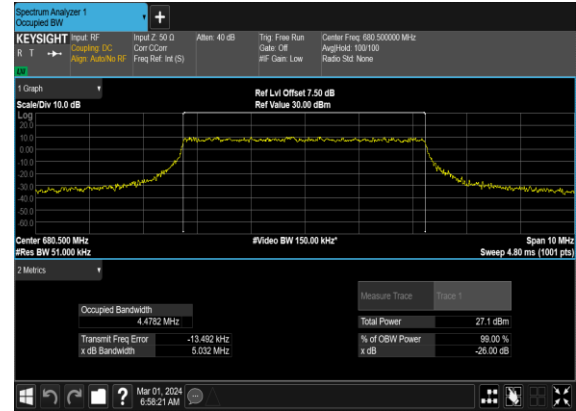 Spectrum Analyzer 1
Occupied BW
KEYSIGHT Input: RF Input Z: 50 Ω Atten: 40 dB Trig: Free Run Center Freq: 680.500000 MHz
R T Coupling: DC Corr CCorr Gate: Off Avg|Hold: 100/100
Align: Auto/No RF Freq Ref: Int (S) #IF Gain: Low Radio Std: None
LV
1 Graph
Ref Lvl Offset 7.50 dB
Scale/Div 10.0 dB Ref Value 30.00 dBm
Log
20.0
10.0
0.00
-10.0
-20.0
-30.0
-40.0
-50.0
-60.0
Center 680.500 MHz #Video BW 150.00 kHz* Span 10 MHz
#Res BW 51.000 kHz Sweep 4.80 ms (1001 pts)
2 Metrics
Measure Trace Trace 1
Occupied Bandwidth
4.4782 MHz Total Power 27.1 dBm
Transmit Freq Error -13.492 kHz % of OBW Power 99.00 %
x dB Bandwidth 5.032 MHz x dB -26.00 dB
?
Mar 01, 2024
6:58:21 AM